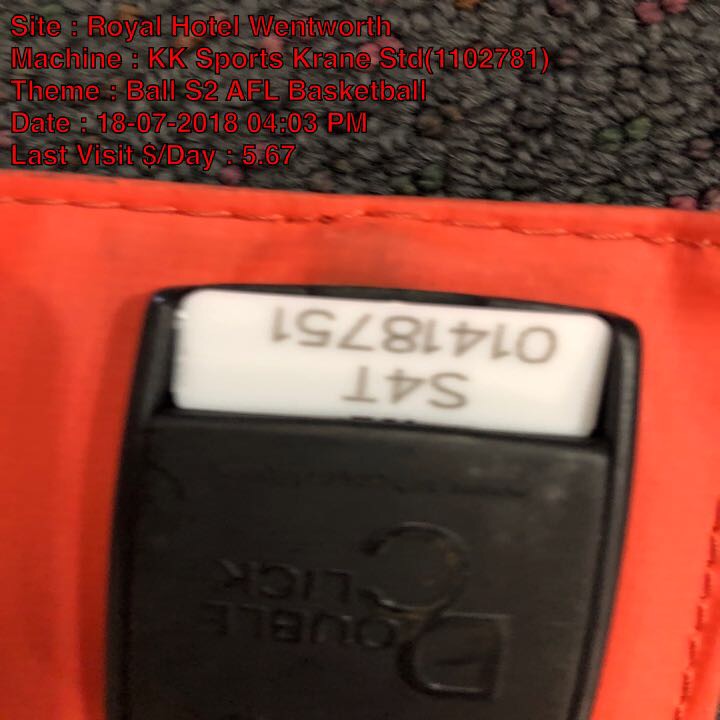 Site : Royal Hotel Wentworth
Machine : KK Sports Krane Std(1102781)
Theme : Ball S2 AFL Basketball
Date : 18-07-2018 04:03 PM
Last Visit $/Day : 5.67
DOUBLE
CLICK
S4T
01418751